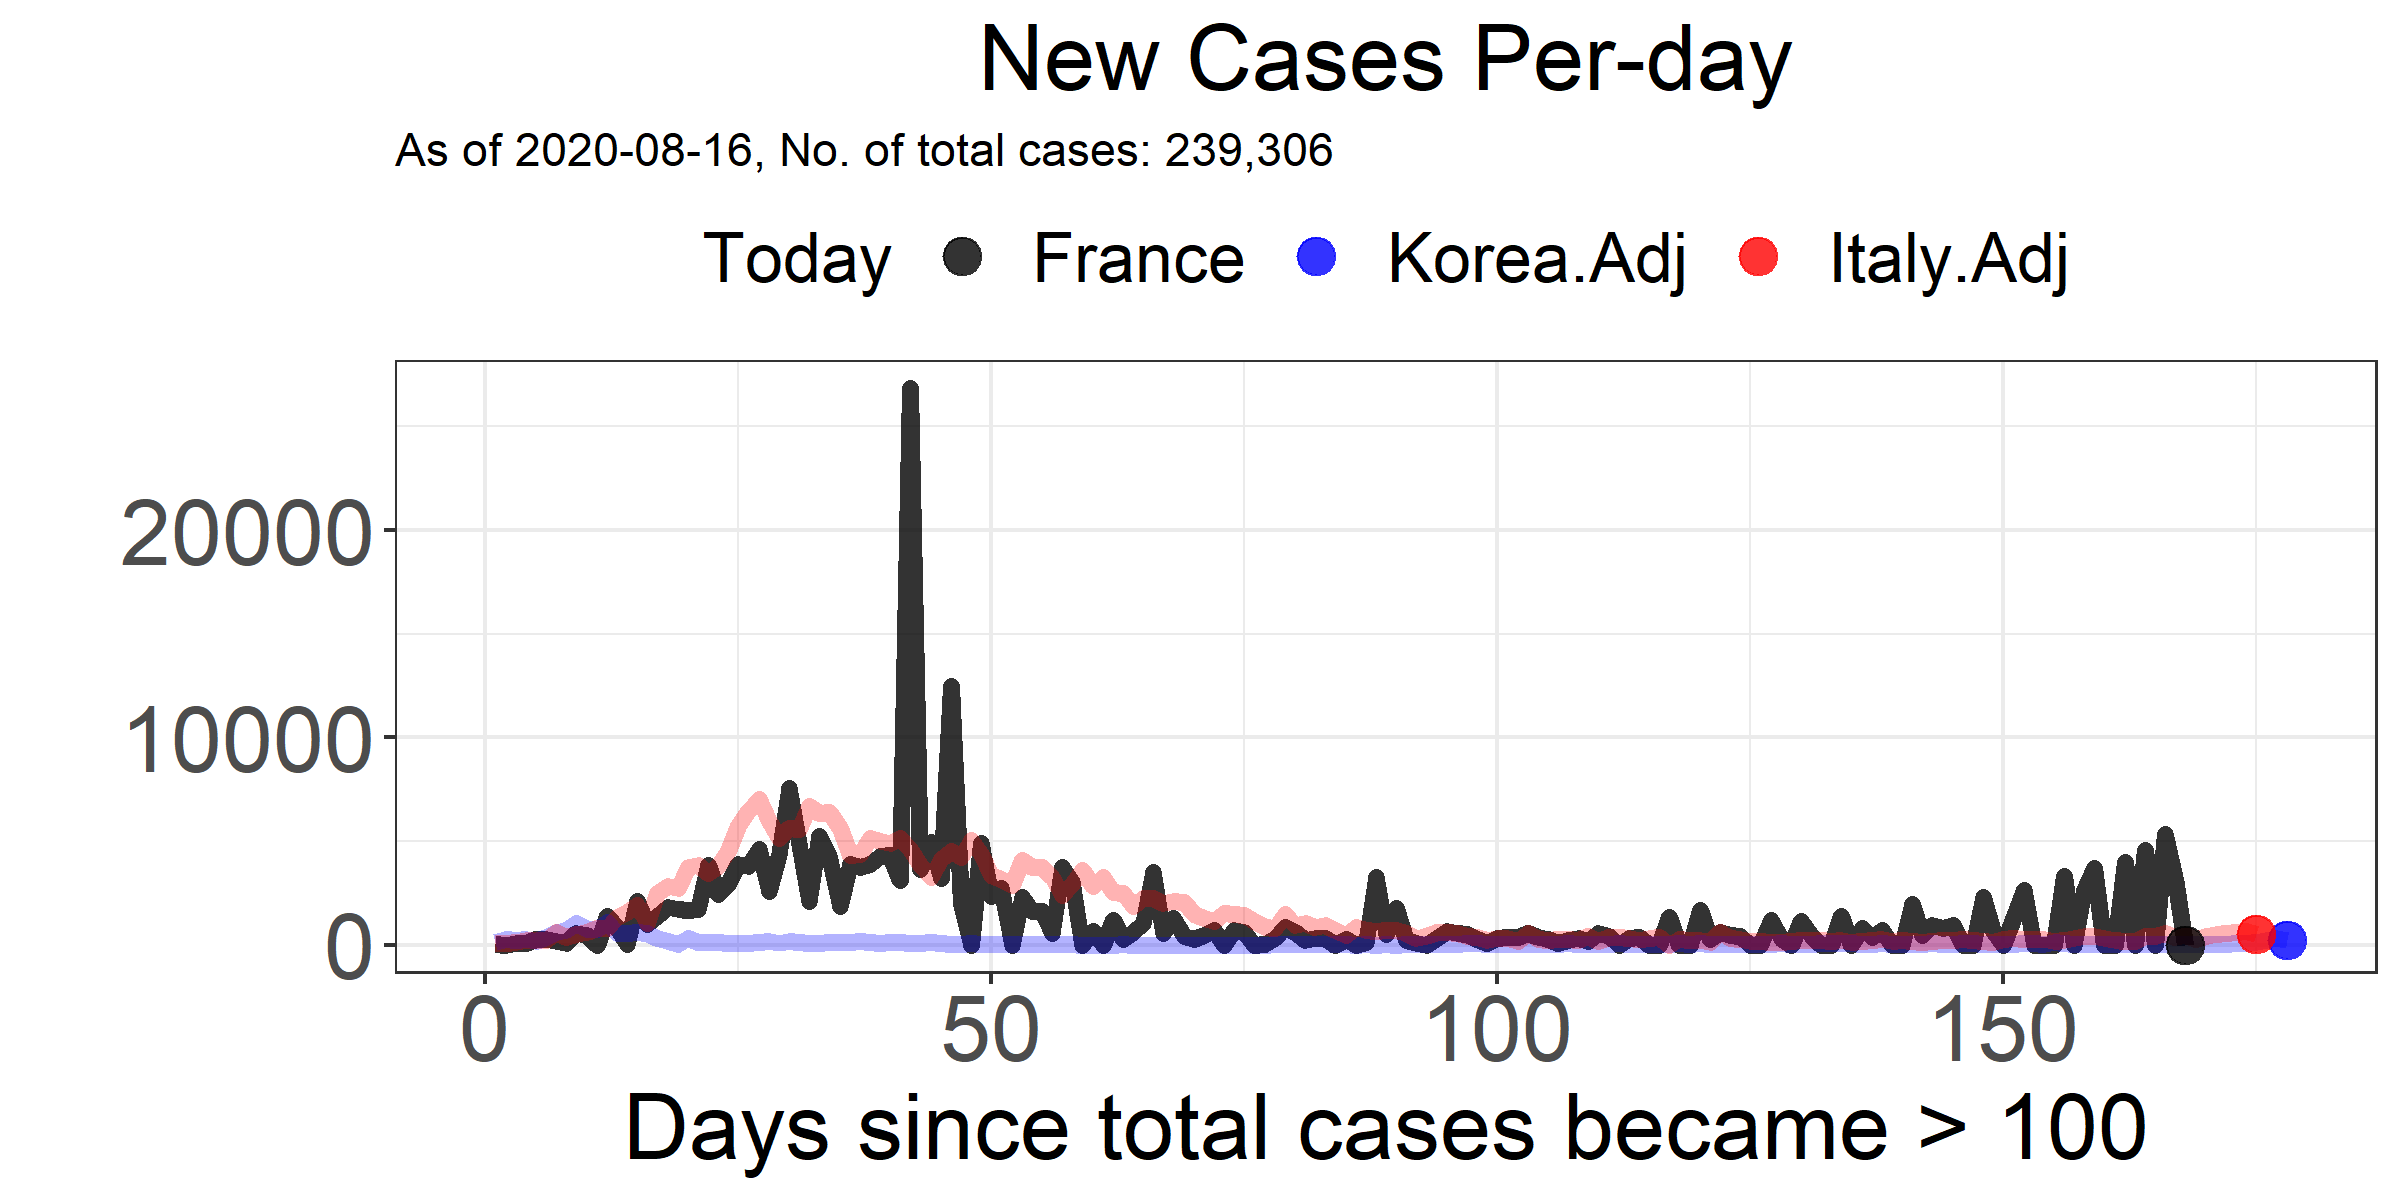 New Cases Per-day
As of 2020-08-16, No. of total cases: 239,306
Today France Korea.Adj Italy.Adj
20000
10000
0
0 50 100 150
Days since total cases became > 100